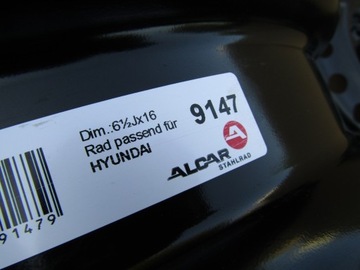 Dim.:6½Jx16
Rad passend für
HYUNDAI
9147
ALCAR
STAHLRAD
91479